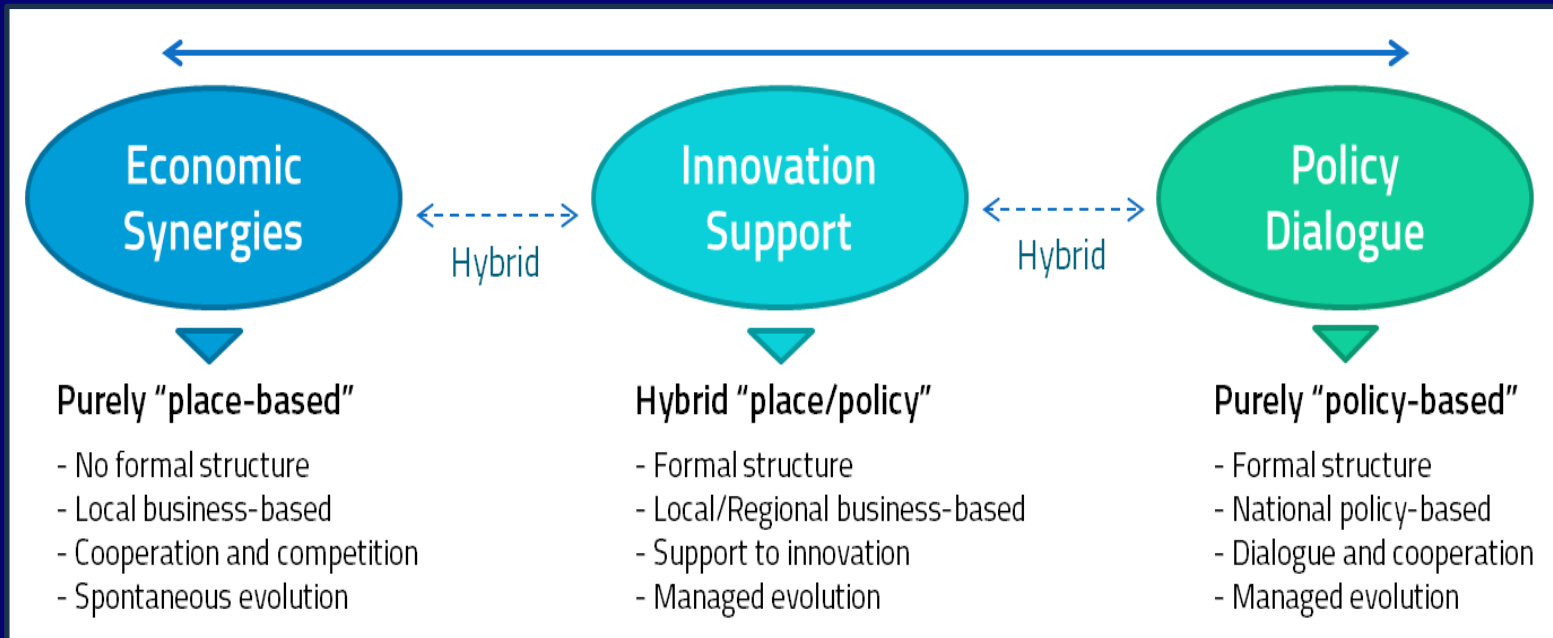 Economic
Synergies
Hybrid
Innovation
Support
Hybrid
Policy
Dialogue
Purely “place-based”
- No formal structure
- Local business-based
- Cooperation and competition
- Spontaneous evolution
Hybrid “place/policy”
- Formal structure
- Local/Regional business-based
- Support to innovation
- Managed evolution
Purely “policy-based”
- Formal structure
- National policy-based
- Dialogue and cooperation
- Managed evolution